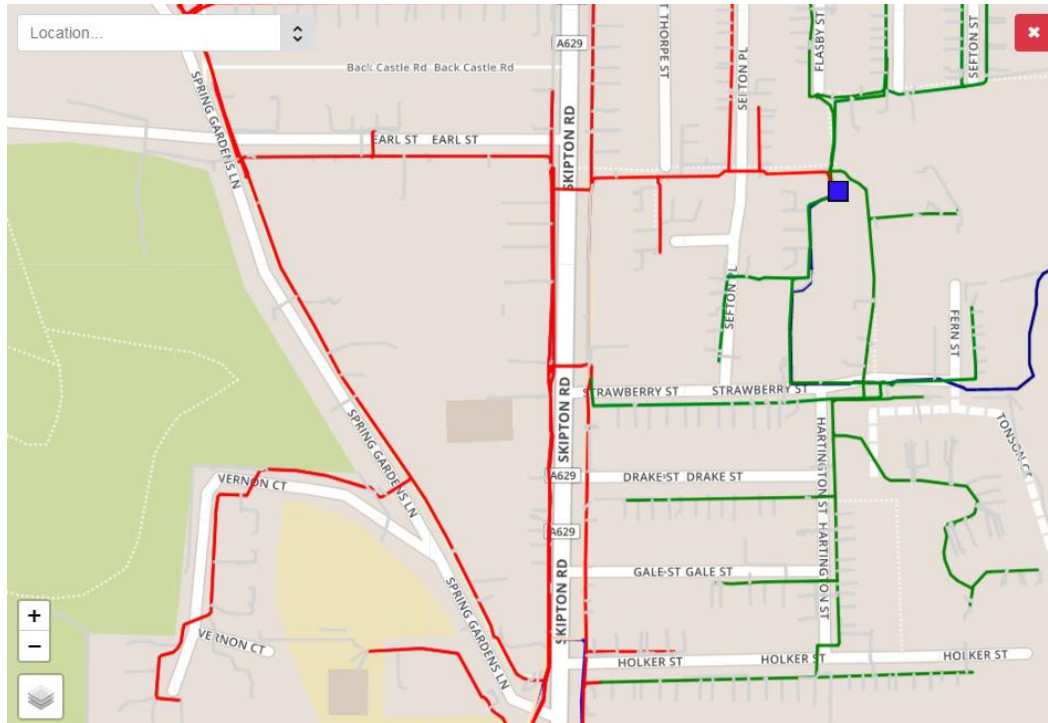 Location...
A629
T THORPE ST
SEFTON PL
FLASBY ST
SEFTON ST
Back Castle Rd Back Castle Rd
SPRING GARDENS LN
EARL ST EARL ST
SKIPTON RD
SEFTON PL
FERN ST
SKIPTON RD
STRAWBERRY ST STRAWBERRY ST
SPRING GARDENS LN
HARTINGTON ST HARTINGTON ST
TONSON CT
VERNON CT
A629
DRAKE ST DRAKE ST
A629
SKIPTON RD
GALE ST GALE ST
SPRING GARDENS LN
+
−
VERNON CT
HOLKER ST HOLKER ST HOLKER ST